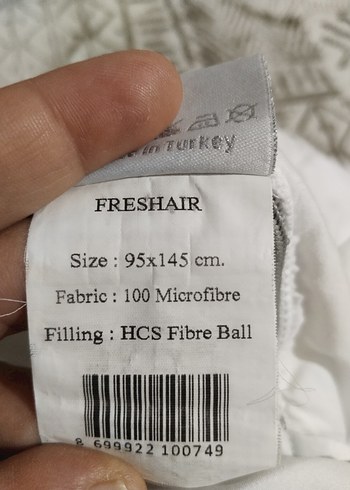 in Turkey
FRESHAIR
Size : 95x145 cm.
Fabric : 100 Microfibre
Filling : HCS Fibre Ball
8 699922 100749